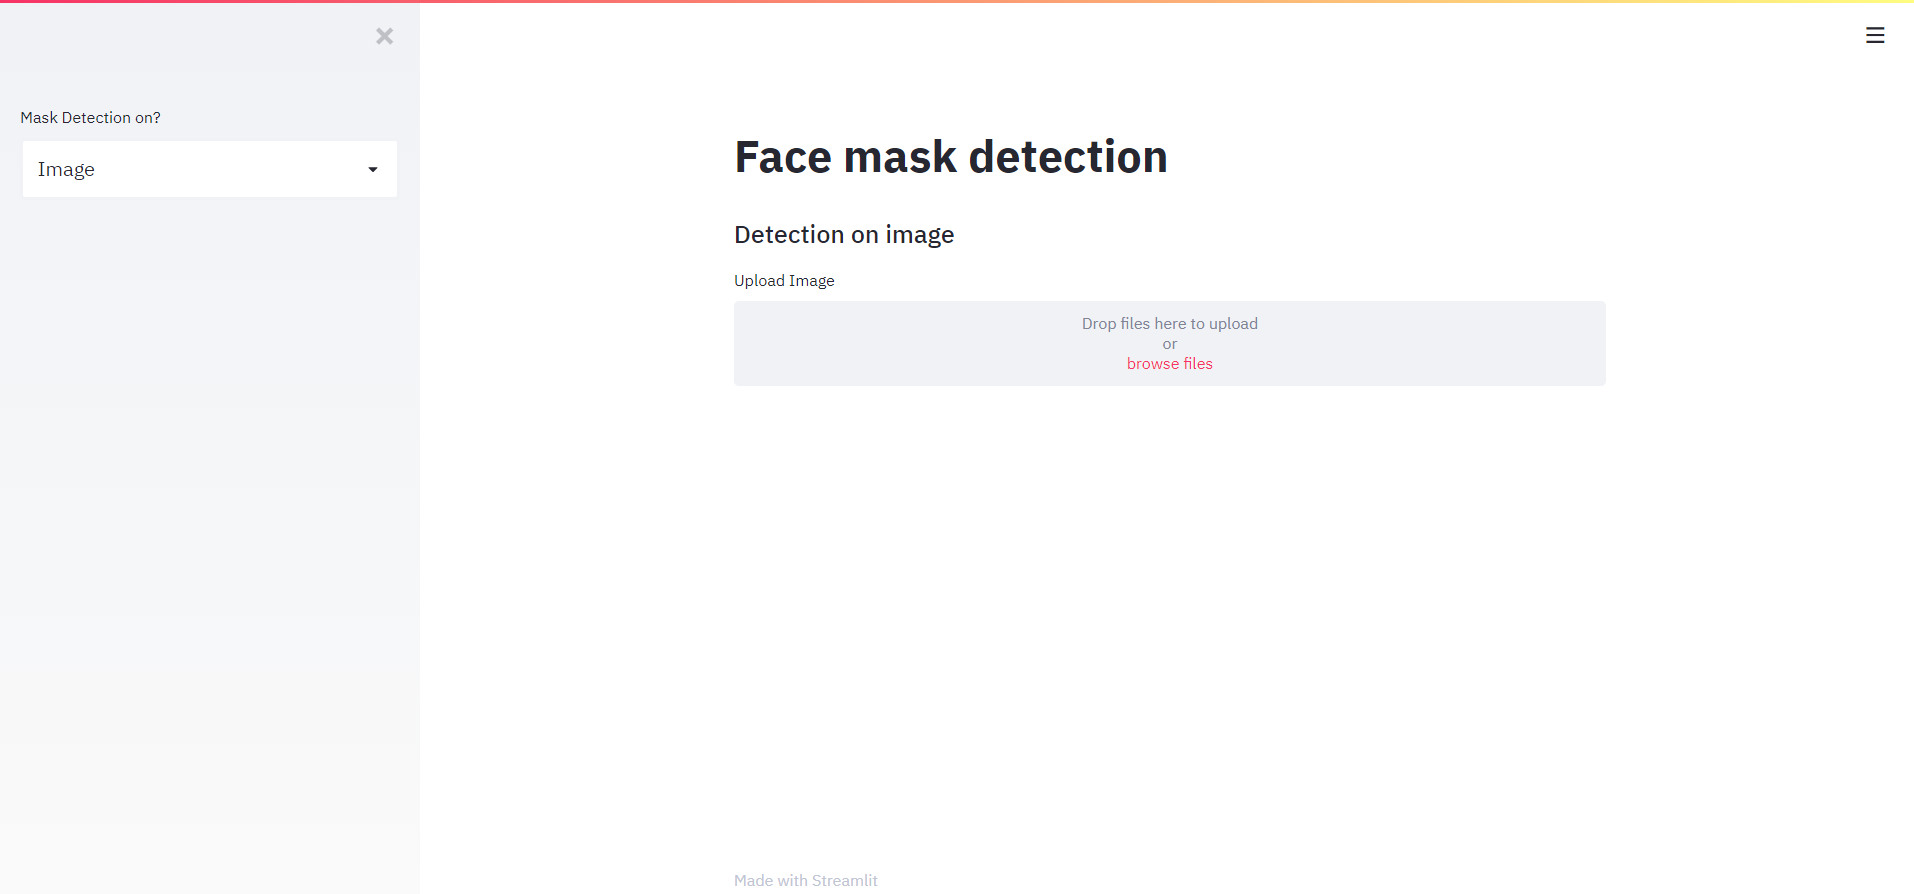 Mask Detection on?
Image
Face mask detection
Detection on image
Upload Image
Drop files here to upload
or
browse files
Made with Streamlit